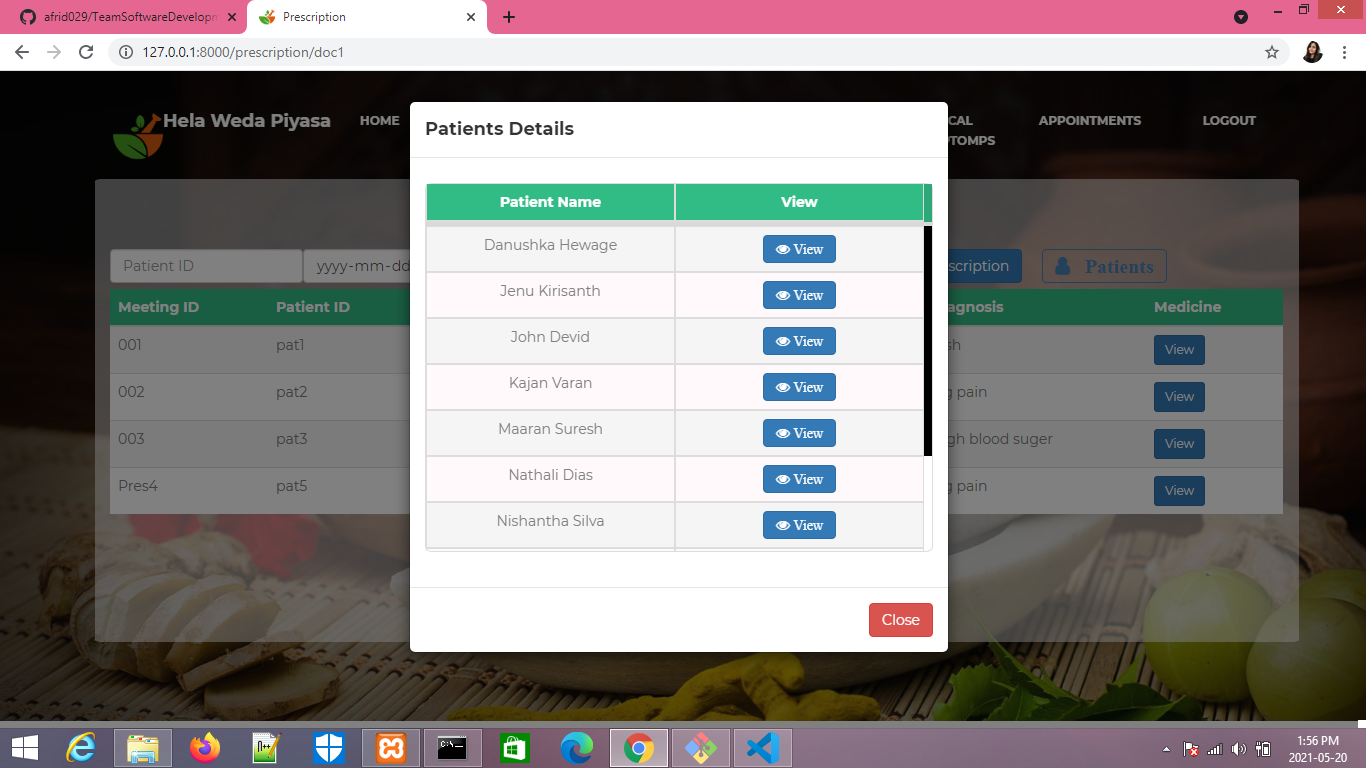 afrid029/TeamSoftwareDevelopm
Prescription
127.0.0.1:8000/prescription/doc1
Hela Weda Piyasa
HOME
CAL
PTOMPS
APPOINTMENTS
LOGOUT
Patients Details
Patient Name View
Danushka Hewage View
Jenu Kirisanth View
John Devid View
Kajan Varan View
Maaran Suresh View
Nathali Dias View
Nishantha Silva View
Close
Patient ID
yyyy-mm-dd
scription
Patients
Meeting ID Patient ID agnosis Medicine
001 pat1 sh View
002 pat2 g pain View
003 pat3 gh blood suger View
Pres4 pat5 g pain View
1:56 PM
2021-05-20